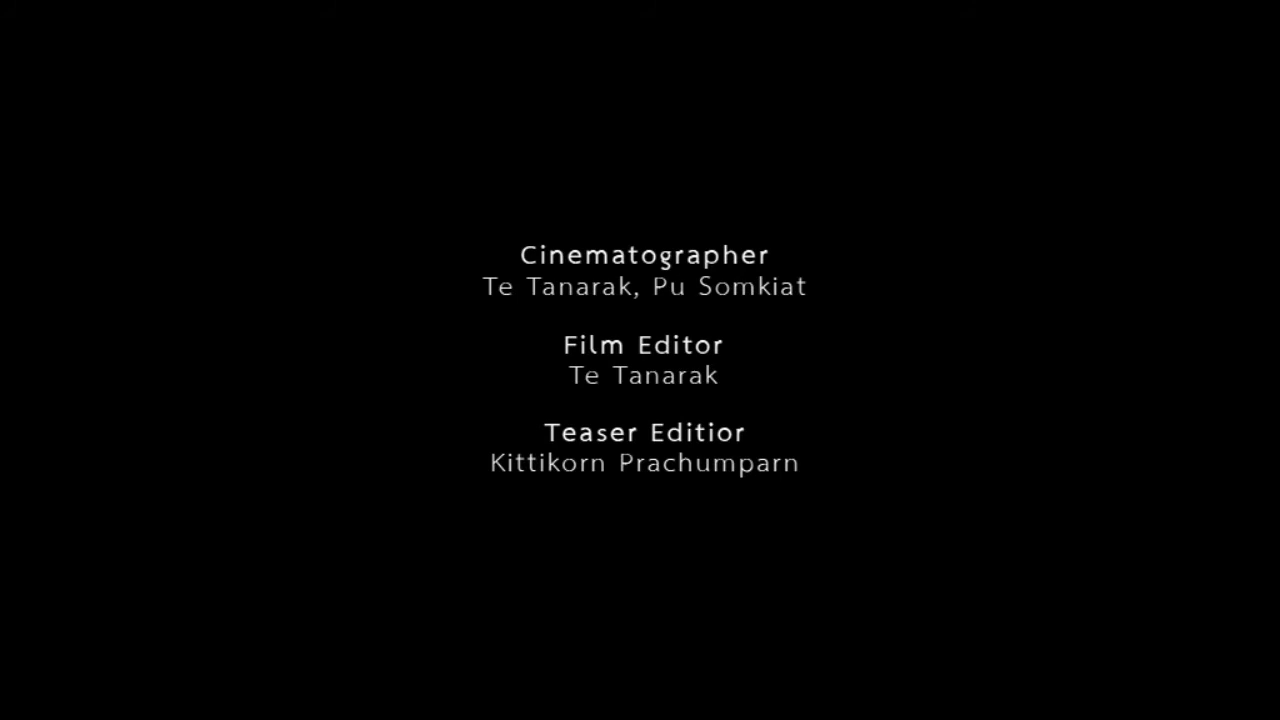 Cinematographer
Te Tanarak, Pu Somkiat
Film Editor
Te Tanarak
Teaser Editior
Kittikorn Prachumparn